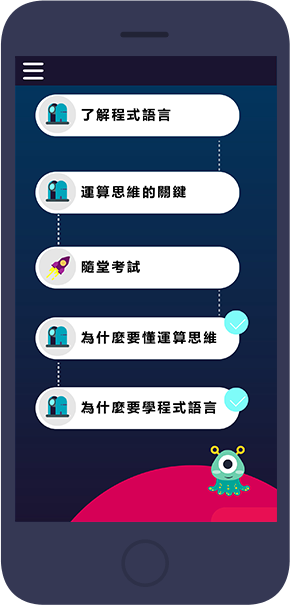 了解程式語言
運算思維的關鍵
隨堂考試
為什麼要懂運算思維
為什麼要學程式語言